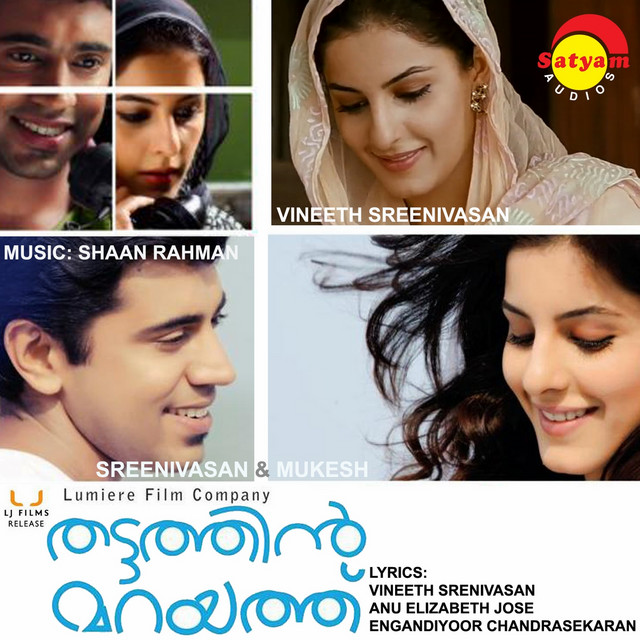 Satyam
AUDIOS
VINEETH SREENIVASAN
MUSIC: SHAAN RAHMAN
SREENIVASAN & MUKESH
LJ FILMS
RELEASE
Lumiere Film Company
തട്ടത്തിൻ
മറയത്ത്
LYRICS:
VINEETH SRENIVASAN
ANU ELIZABETH JOSE
ENGANDIYOOR CHANDRASEKARAN